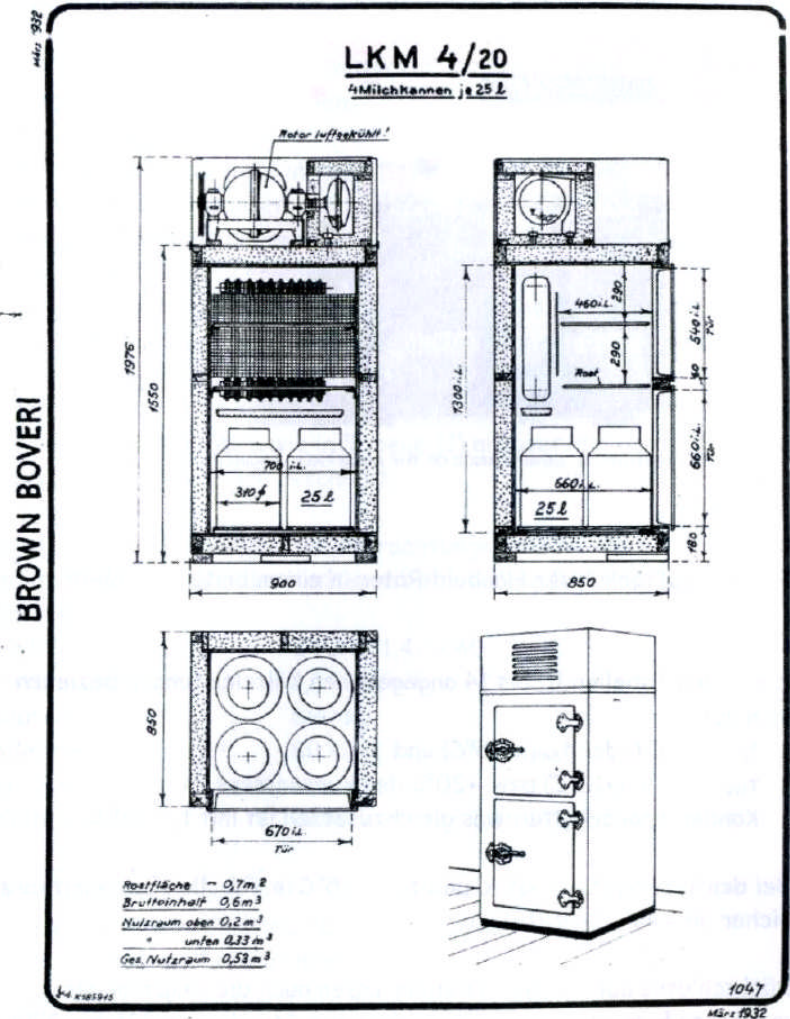 März 1932
LKM 4/20
4 Milchkannen je 25 l
Rotor luftgekühlt!
1976
1550
700 i.L.
310 ϕ
25 l
900
1300 i.L.
460 i.L.
290
290
Rost
540 i.L.
Tür
60
660 i.L.
Tür
180
660 i.L.
25 l
850
BROWN BOVERI
850
670 i.L.
Tür
Rostfläche ~ 0,7 m²
Bruttoinhalt 0,6 m³
Nutzraum oben 0,2 m³
" unten 0,33 m³
Ges. Nutzraum 0,53 m³
K185915
1047
März 1932